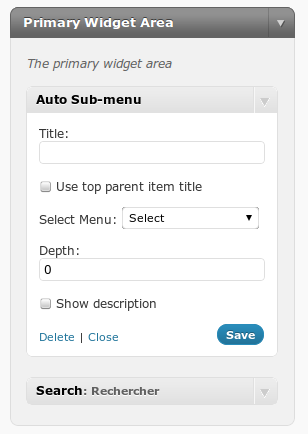 Primary Widget Area
The primary widget area
Auto Sub-menu
Title:
Use top parent item title
Select Menu: Select
Depth:
0
Show description
Delete | Close Save
Search: Rechercher